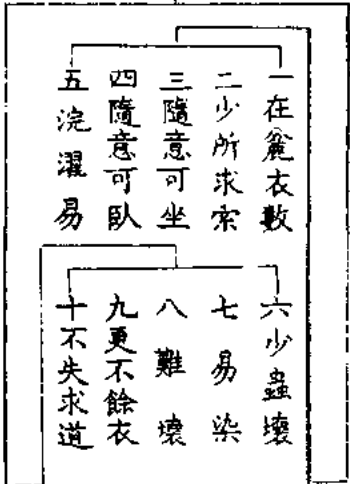 一在麄衣數
二少所求索
三隨意可坐
四隨意可臥
五浣濯易
六少蟲壞
七易染
八難壞
九更不餘衣
十不失求道